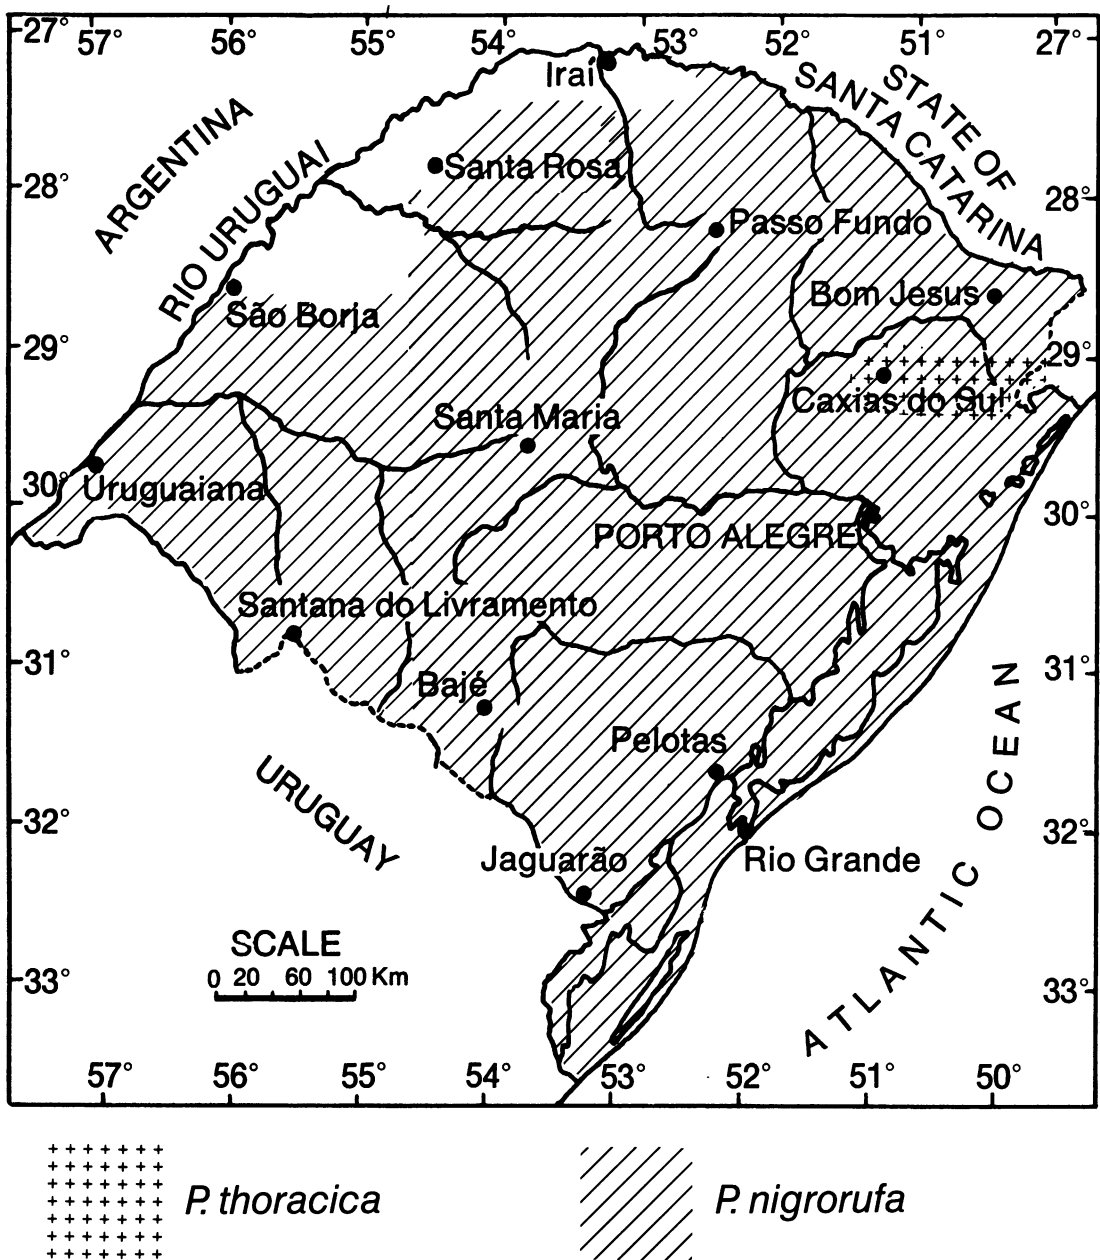 27°
57° 56° 55° 54° 53° 52° 51° 27°
Iraí
STATE OF
SANTA CATARINA
ARGENTINA
RIO URUGUAI
Santa Rosa
28° 28°
Passo Fundo
São Borja
Bom Jesus
29° 29°
Caxias do Sul
Santa Maria
30° Uruguaiana
PORTO ALEGRE 30°
Santana do Livramento
31° 31°
Bajé
Pelotas
URUGUAY
ATLANTIC OCEAN
32° 32°
Jaguarão Rio Grande
SCALE
0 20 60 100 Km
33° 33°
57° 56° 55° 54° 53° 52° 51° 50°
P. thoracica P. nigrorufa